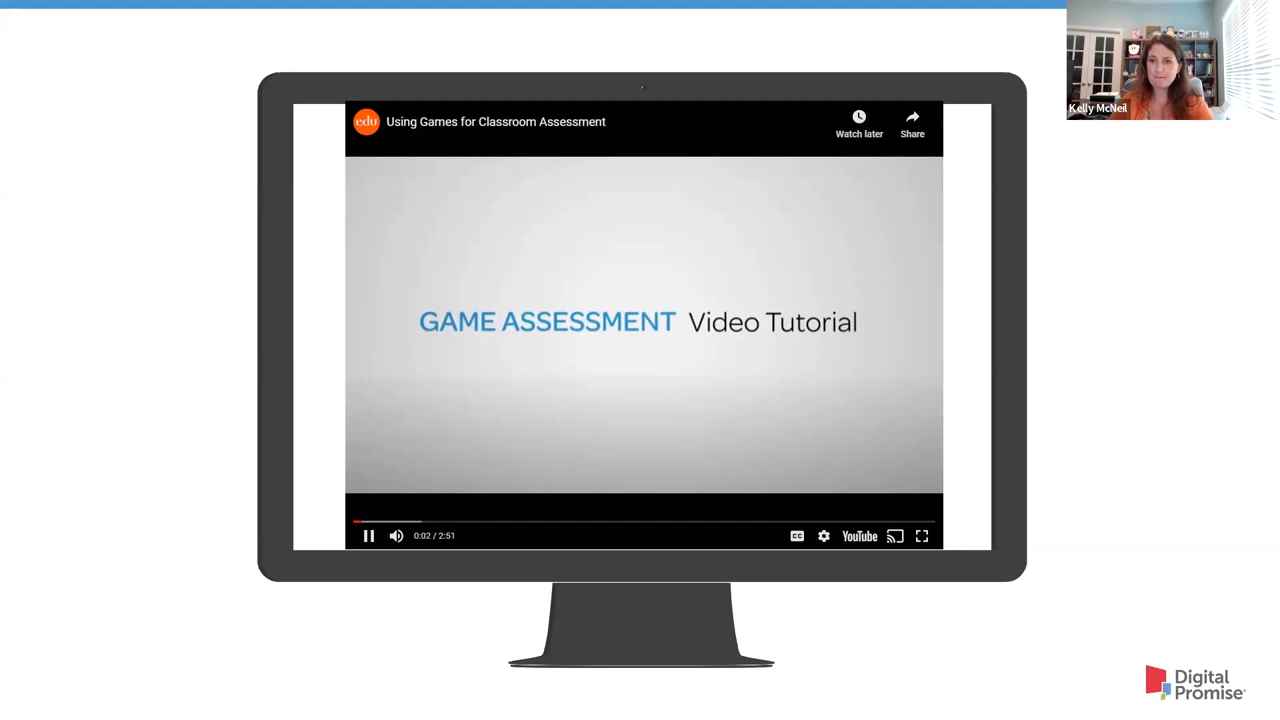 Kelly McNeil
edu Using Games for Classroom Assessment
Watch later Share
GAME ASSESSMENT Video Tutorial
0:02 / 2:51
CC YouTube
Digital
Promise